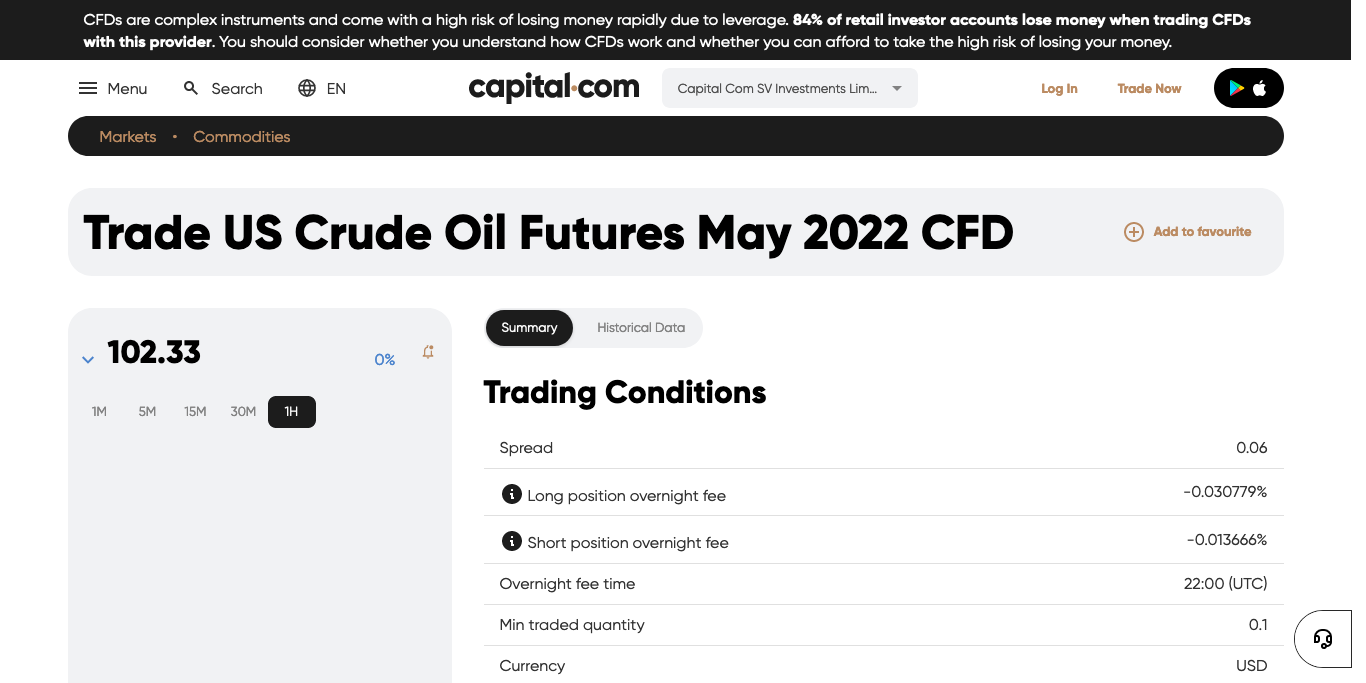 CFDs are complex instruments and come with a high risk of losing money rapidly due to leverage. 84% of retail investor accounts lose money when trading CFDs
with this provider. You should consider whether you understand how CFDs work and whether you can afford to take the high risk of losing your money.
Menu Search EN capital.com Capital Com SV Investments Lim... Log In Trade Now
Markets • Commodities
Trade US Crude Oil Futures May 2022 CFD Add to favourite
102.33 0%
1M 5M 15M 30M 1H
Summary Historical Data
Trading Conditions
Spread 0.06
Long position overnight fee -0.030779%
Short position overnight fee -0.013666%
Overnight fee time 22:00 (UTC)
Min traded quantity 0.1
Currency USD